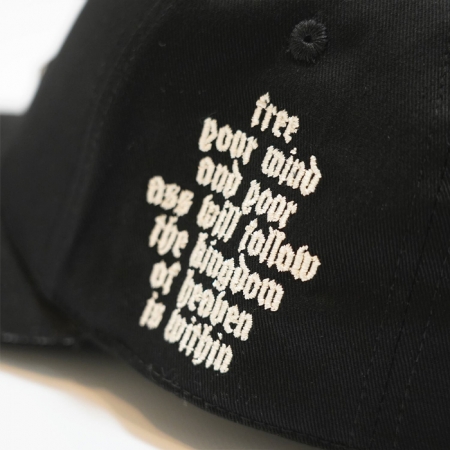 free
your mind
and your
ass will follow
the kingdom
of heaven
is within